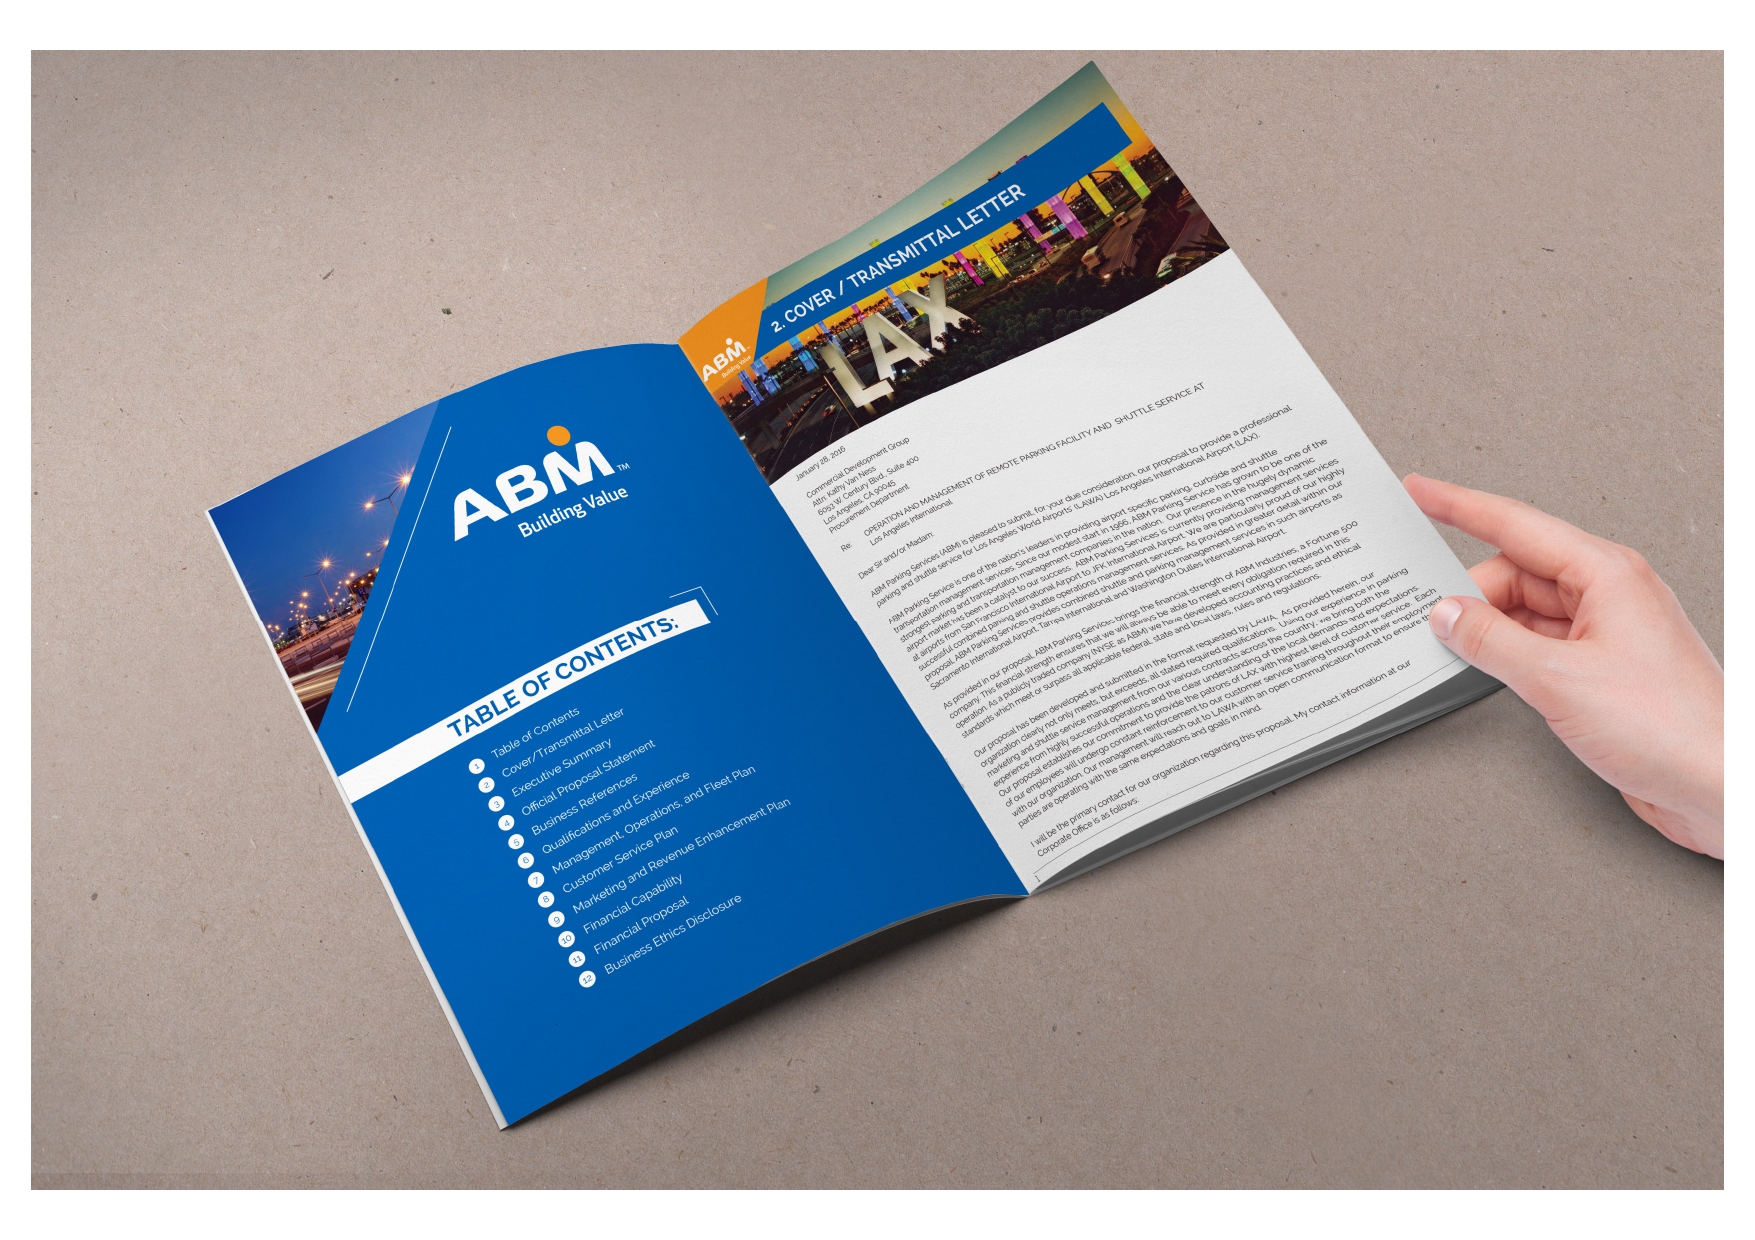 ABM™
Building Value
TABLE OF CONTENTS:
1 Table of Contents
2 Cover/Transmittal Letter
3 Executive Summary
4 Official Proposal Statement
5 Business References
6 Qualifications and Experience
7 Management, Operations, and Fleet Plan
8 Customer Service Plan
9 Marketing and Revenue Enhancement Plan
10 Financial Capability
11 Financial Proposal
12 Business Ethics Disclosure
ABM
Building Value
2. COVER / TRANSMITTAL LETTER
LAX
January 28, 2016
Commercial Development Group
Attn: Kathy Van Ness
6053 W. Century Blvd., Suite 400
Los Angeles, CA 90045
Procurement Department
Re: OPERATION AND MANAGEMENT OF REMOTE PARKING FACILITY AND SHUTTLE SERVICE AT
Los Angeles International.
Dear Sir and/or Madam:
ABM Parking Services (ABM) is pleased to submit, for your due consideration, our proposal to provide a professional
parking and shuttle service for Los Angeles World Airports' (LAWA) Los Angeles International Airport (LAX).
ABM Parking Service is one of the nation's leaders in providing airport specific parking, curbside and shuttle
transportation management services. Since our modest start in 1966, ABM Parking Service has grown to be one of the
strongest parking and transportation management companies in the nation. Our presence in the hugely dynamic
airport market has been a catalyst to our success. ABM Parking Services is currently providing management services
at airports from San Francisco International Airport to JFK International Airport. We are particularly proud of our highly
successful combined parking and shuttle operations management services. As provided in greater detail within our
proposal, ABM Parking Services provides combined shuttle and parking management services in such airports as
Sacramento International Airport, Tampa International and Washington Dulles International Airport.
As provided in our proposal, ABM Parking Services brings the financial strength of ABM Industries, a Fortune 500
company. This financial strength ensures that we will always be able to meet every obligation required in this
operation. As a publicly traded company (NYSE as ABM) we have developed accounting practices and ethical
standards which meet or surpass all applicable federal, state and local laws, rules and regulations.
Our proposal has been developed and submitted in the format requested by LAWA. As provided herein, our
organization clearly not only meets, but exceeds, all stated required qualifications. Using our experience in parking
marketing and shuttle service management from our various contracts across the country, we bring both the
experience from highly successful operations and the clear understanding of the local demands and expectations.
Our proposal establishes our commitment to provide the patrons of LAX with highest level of customer service. Each
of our employees will undergo constant reinforcement to our customer service training throughout their employment
with our organization. Our management will reach out to LAWA with an open communication format to ensure
parties are operating with the same expectations and goals in mind.
I will be the primary contact for our organization regarding this proposal. My contact information at our
Corporate Office is as follows:
1